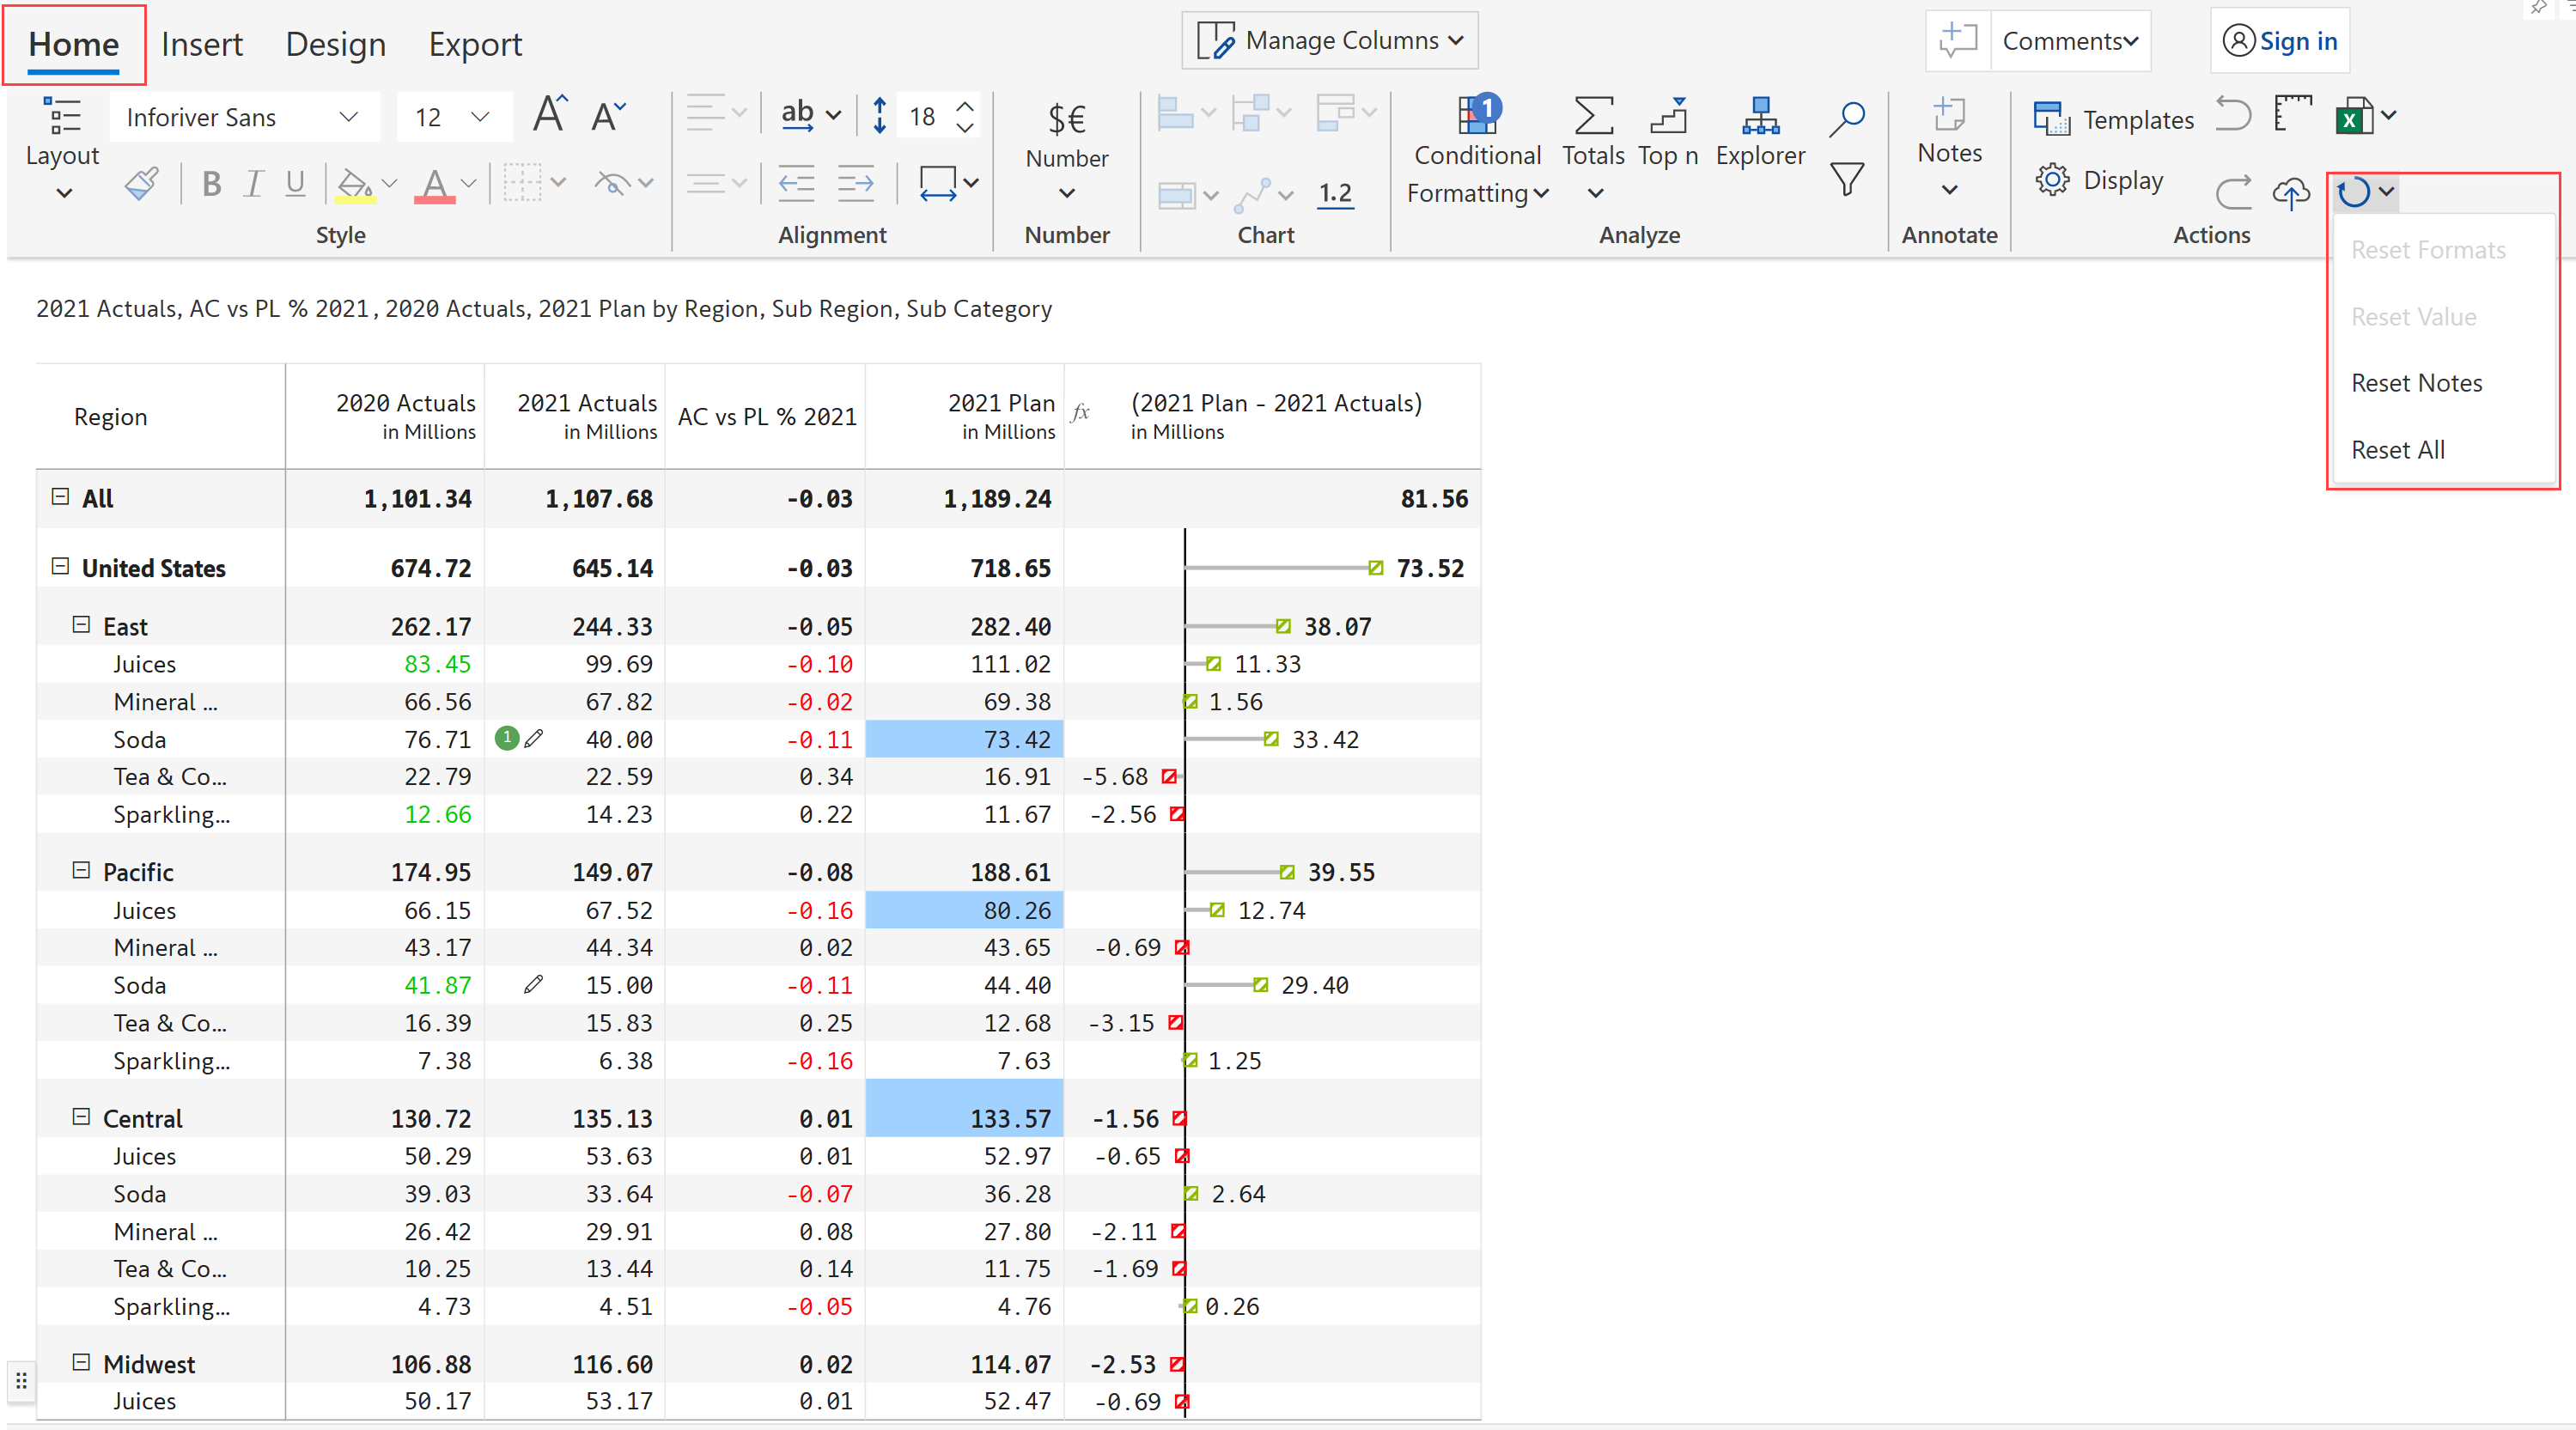 Home Insert Design Export Manage Columns Comments Sign in
Inforiver Sans 12 A A ab 18 $€ 1 Templates X
Layout Number Conditional Totals Top n Explorer Notes
B I U A 1.2 Formatting Display
Style Alignment Number Chart Analyze Annotate Actions
Reset Formats
Reset Value
Reset Notes
Reset All
2021 Actuals, AC vs PL % 2021 , 2020 Actuals, 2021 Plan by Region, Sub Region, Sub Category
Region 2020 Actuals 2021 Actuals AC vs PL % 2021 2021 Plan fx (2021 Plan - 2021 Actuals)
in Millions in Millions in Millions in Millions
All 1,101.34 1,107.68 -0.03 1,189.24 81.56
United States 674.72 645.14 -0.03 718.65 73.52
East 262.17 244.33 -0.05 282.40 38.07
Juices 83.45 99.69 -0.10 111.02 11.33
Mineral ... 66.56 67.82 -0.02 69.38 1.56
Soda 76.71 1 40.00 -0.11 73.42 33.42
Tea & Co... 22.79 22.59 0.34 16.91 -5.68
Sparkling... 12.66 14.23 0.22 11.67 -2.56
Pacific 174.95 149.07 -0.08 188.61 39.55
Juices 66.15 67.52 -0.16 80.26 12.74
Mineral ... 43.17 44.34 0.02 43.65 -0.69
Soda 41.87 15.00 -0.11 44.40 29.40
Tea & Co... 16.39 15.83 0.25 12.68 -3.15
Sparkling... 7.38 6.38 -0.16 7.63 1.25
Central 130.72 135.13 0.01 133.57 -1.56
Juices 50.29 53.63 0.01 52.97 -0.65
Soda 39.03 33.64 -0.07 36.28 2.64
Mineral ... 26.42 29.91 0.08 27.80 -2.11
Tea & Co... 10.25 13.44 0.14 11.75 -1.69
Sparkling... 4.73 4.51 -0.05 4.76 0.26
Midwest 106.88 116.60 0.02 114.07 -2.53
Juices 50.17 53.17 0.01 52.47 -0.69